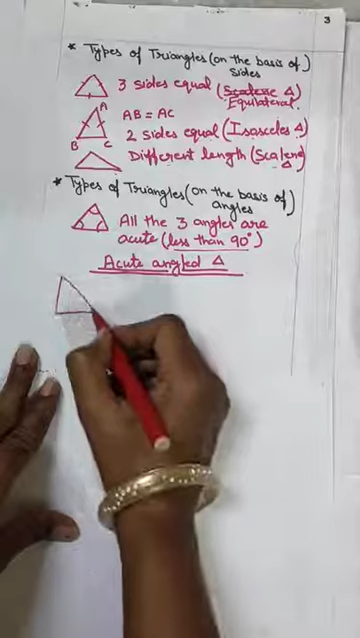 3
* Types of Triangles (on the basis of)
sides
3 sides equal (Scalene Δ)
Equilateral
A
AB = AC
B C
2 sides equal (Isasceles Δ)
Different length (Scalene Δ)
* Types of Triangles (on the basis of)
angles
All the 3 angles are
acute (less than 90°)
Acute angled Δ